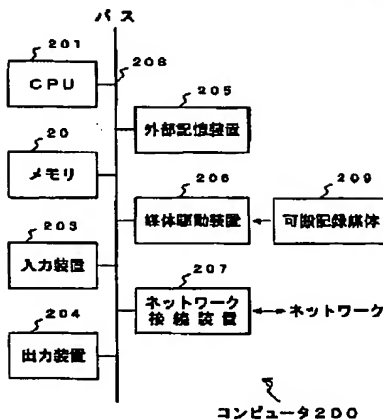 バス
201
208
CPU
205
外部記憶装置
20
メモリ
206
媒体駆動装置
209
可搬記録媒体
203
入力装置
207
ネットワーク
接続装置
ネットワーク
204
出力装置
コンピュータ200